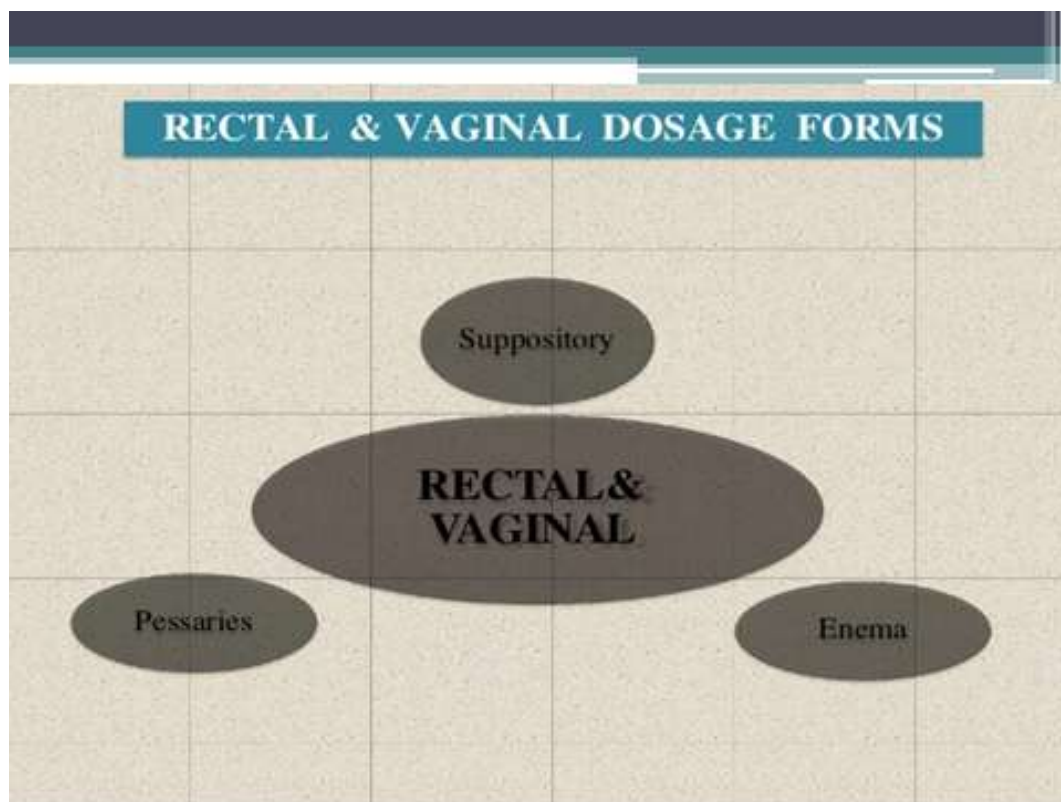 RECTAL & VAGINAL DOSAGE FORMS
Suppository
RECTAL&
VAGINAL
Pessaries
Enema